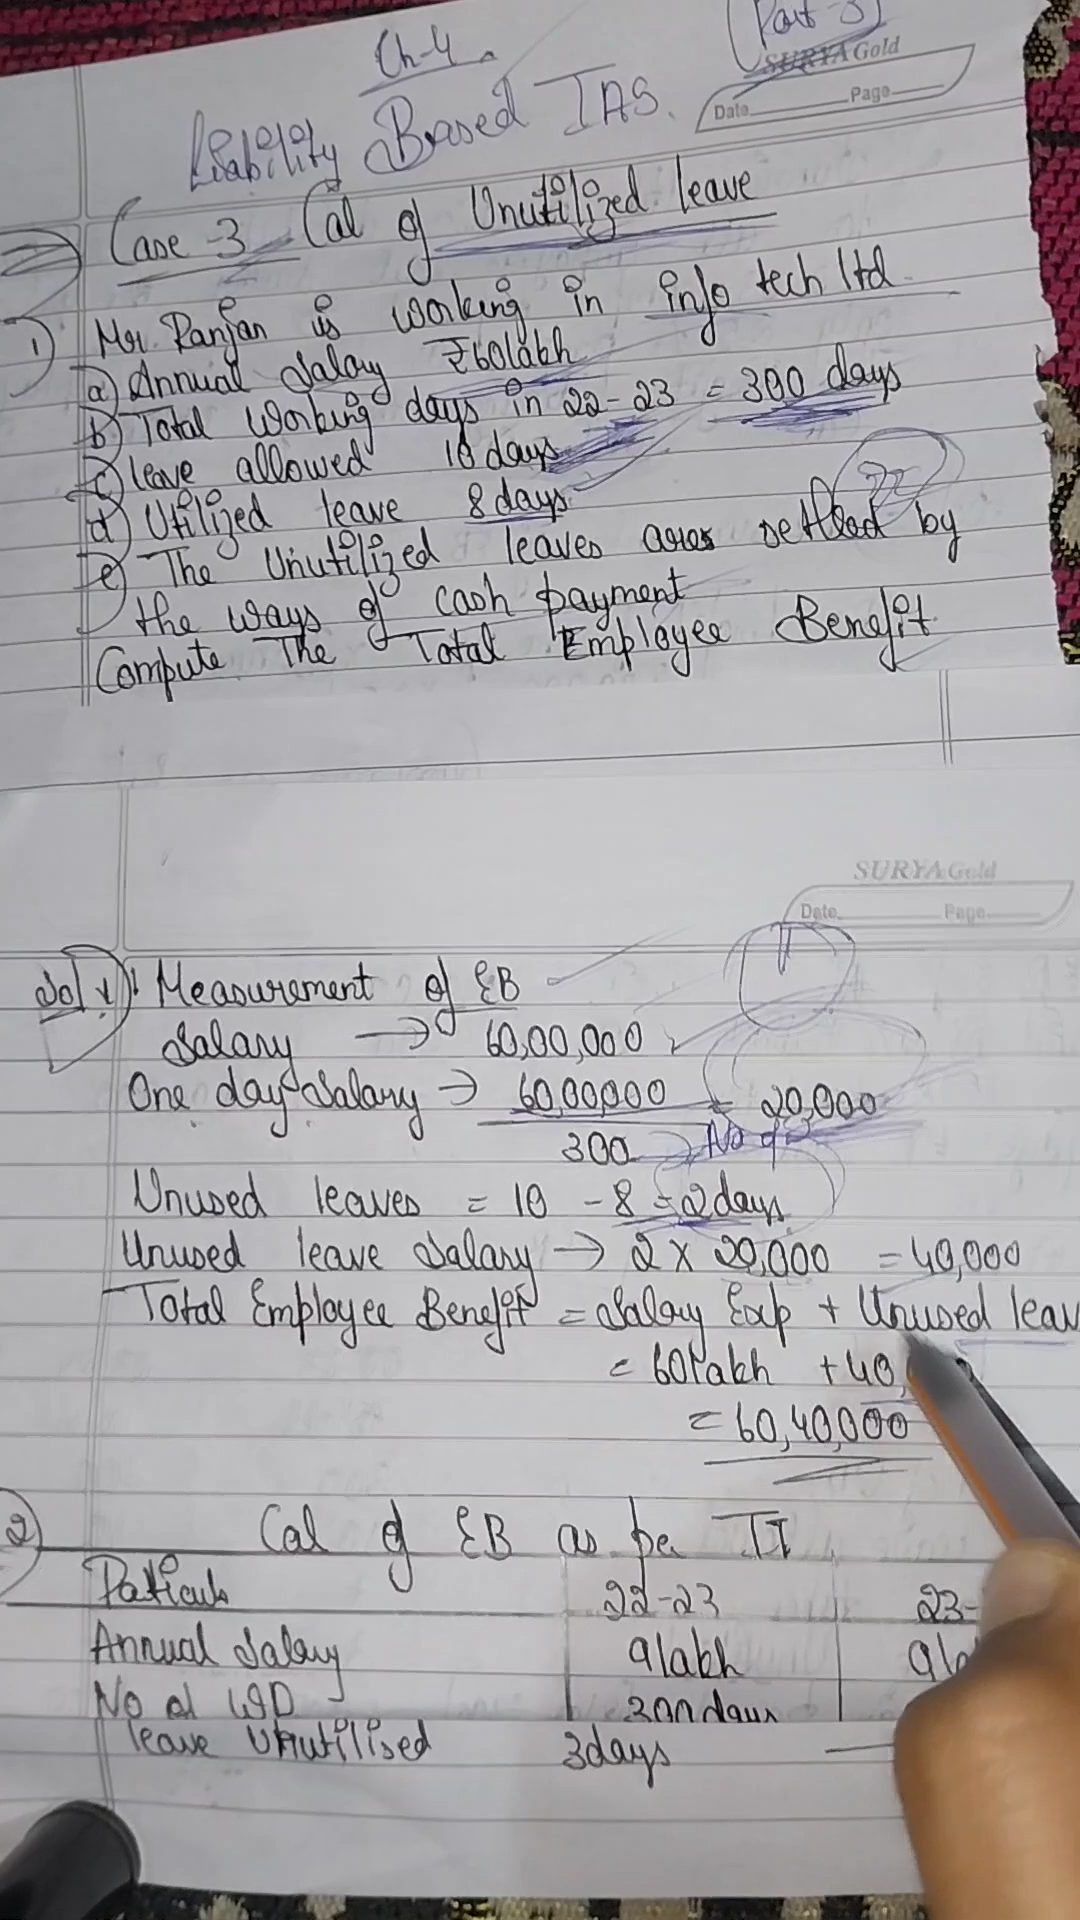 Ch-4
(Part-3)
SURYA Gold
Date Page
Liability Based IAS.
Case-3 Cal of Unutilized leave
1) Mr. Ranjan is working in info tech ltd
a) Annual Salary ₹60lakh
b) Total Working days in 22-23 = 300 days
c) leave allowed 10 days
d) Utilized leave 8 days
e) The Unutilized leaves are settled by
the ways of cash payment
Compute The Total Employee Benefit
SURYA Gold
Date Page
Sol 1) Measurement of EB
Salary → 60,00,000
One day Salary → 60,00,000 = 20,000
300 → No of
Unused leaves = 10 - 8 = 2 days
Unused leave Salary → 2 x 20,000 = 40,000
Total Employee Benefit = Salary Exp + Unused leav
= 60lakh + 40,
= 60,40,000
2) Cal of EB as per II
22-23 23-
Annual Salary 9lakh 9la
No of WD 300 days
leave Unutilised 3days —